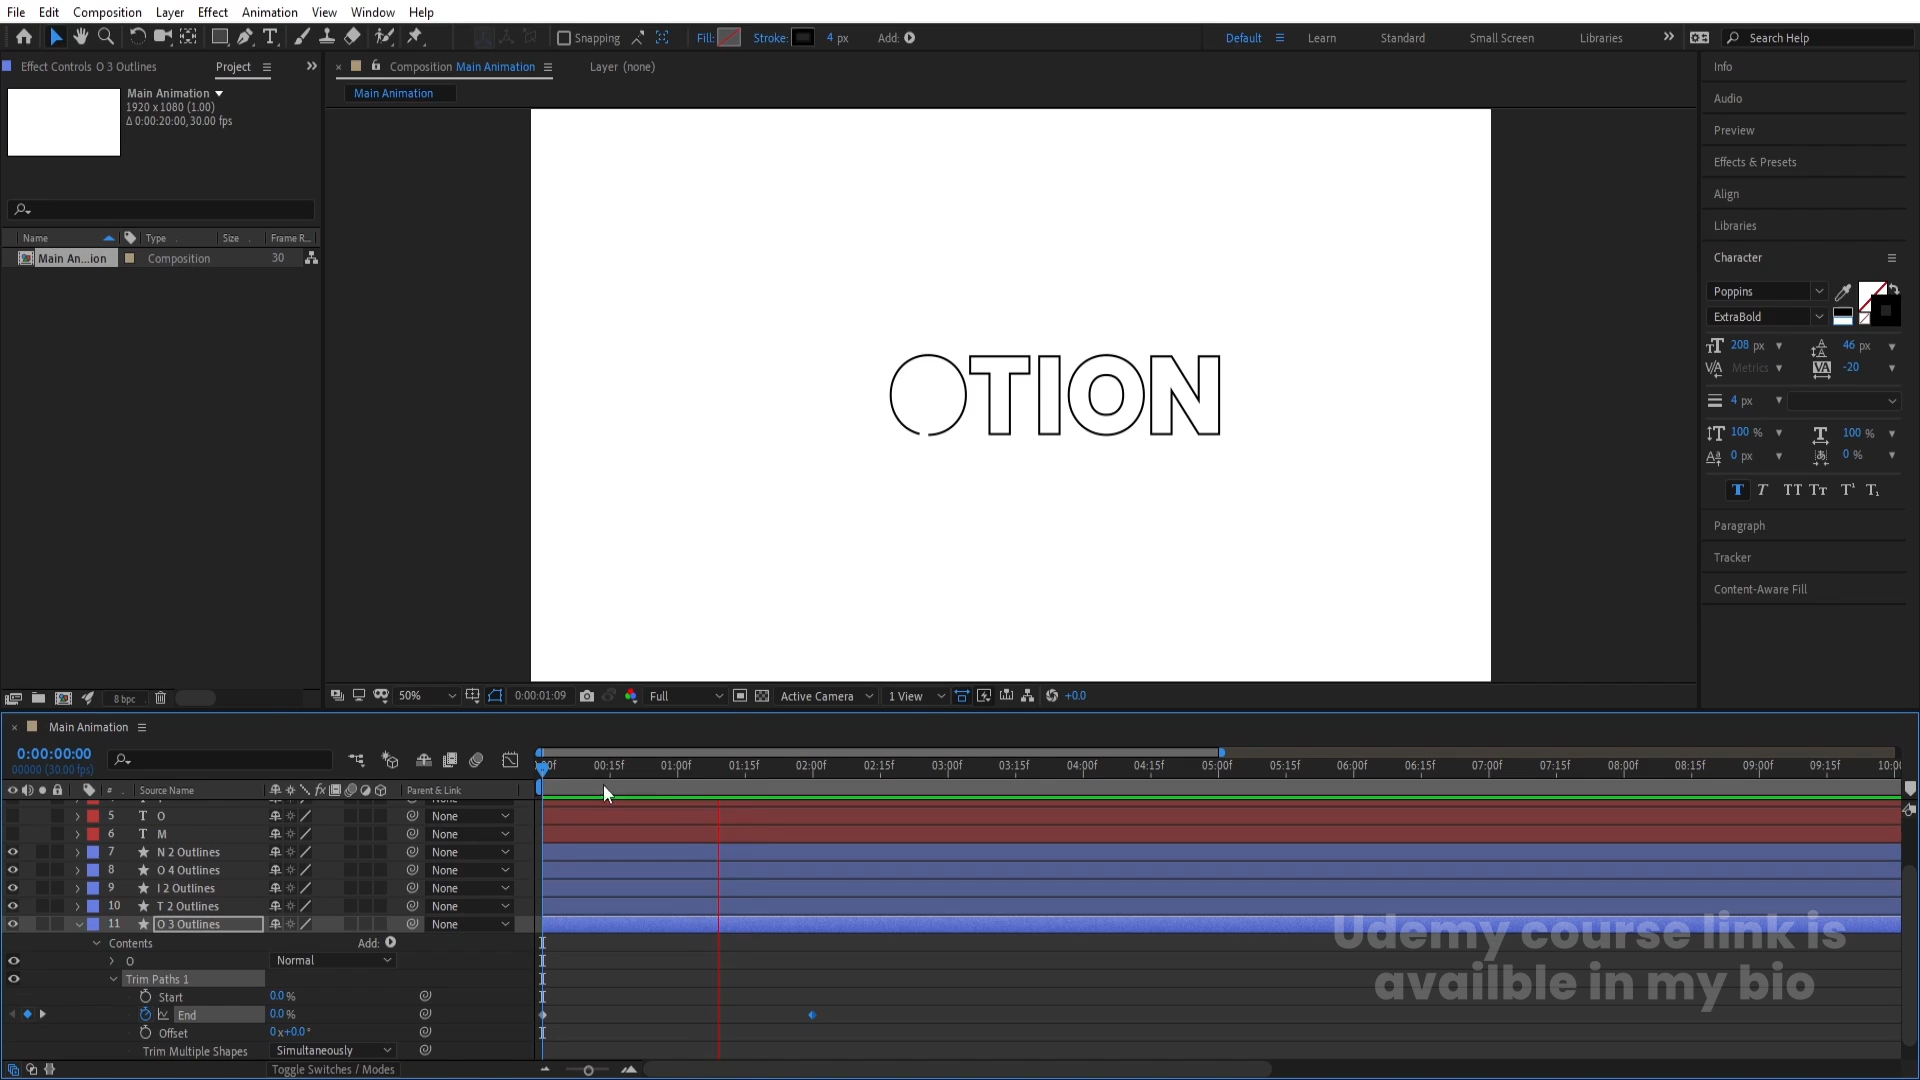 File Edit Composition Layer Effect Animation View Window Help
Snapping Fill: Stroke: 4 px Add: Default Learn Standard Small Screen Libraries Search Help
Effect Controls O 3 Outlines Project
Composition Main Animation Layer (none)
Main Animation
Main Animation
1920 x 1080 (1.00)
Δ 0:00:20:00, 30.00 fps
Name Type Size Frame R...
Main An...ion Composition 30
8 bpc
OTION
50% 0:00:01:09 Full Active Camera 1 View +0.0
Info
Audio
Preview
Effects & Presets
Align
Libraries
Character
Poppins
ExtraBold
208 px 46 px
Metrics -20
4 px
100 % 100 %
0 px 0 %
T T TT Tt T¹ T₁
Paragraph
Tracker
Content-Aware Fill
Main Animation
0:00:00:00
00000 (30.00 fps)
00f 00:15f 01:00f 01:15f 02:00f 02:15f 03:00f 03:15f 04:00f 04:15f 05:00f 05:15f 06:00f 06:15f 07:00f 07:15f 08:00f 08:15f 09:00f 09:15f 10:00
# Source Name fx Parent & Link
5 T O None
6 T M None
7 N 2 Outlines None
8 O 4 Outlines None
9 I 2 Outlines None
10 T 2 Outlines None
11 O 3 Outlines None
Contents Add:
O Normal
Trim Paths 1
Start 0.0 %
End 0.0 %
Offset 0 x+0.0 °
Trim Multiple Shapes Simultaneously
Toggle Switches / Modes
Udemy course link is
availble in my bio